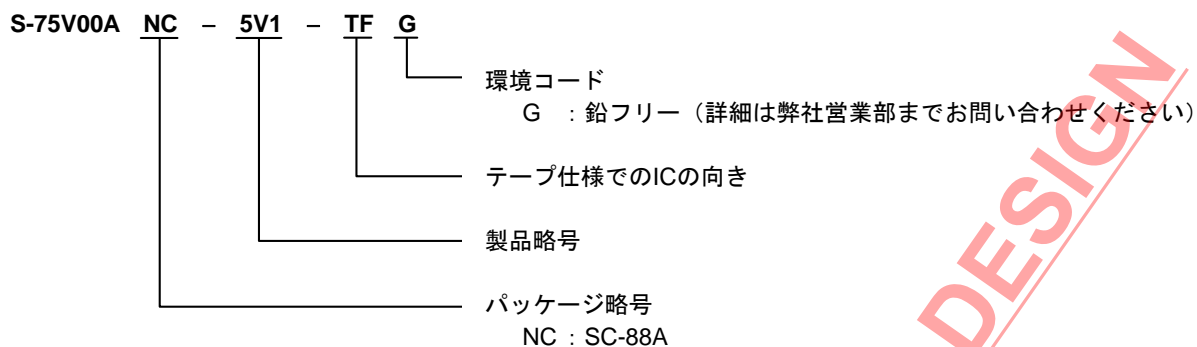 S-75V00A NC － 5V1 － TF G
環境コード
G ：鉛フリー（詳細は弊社営業部までお問い合わせください）
テープ仕様でのICの向き
製品略号
パッケージ略号
NC：SC-88A
DESIGN